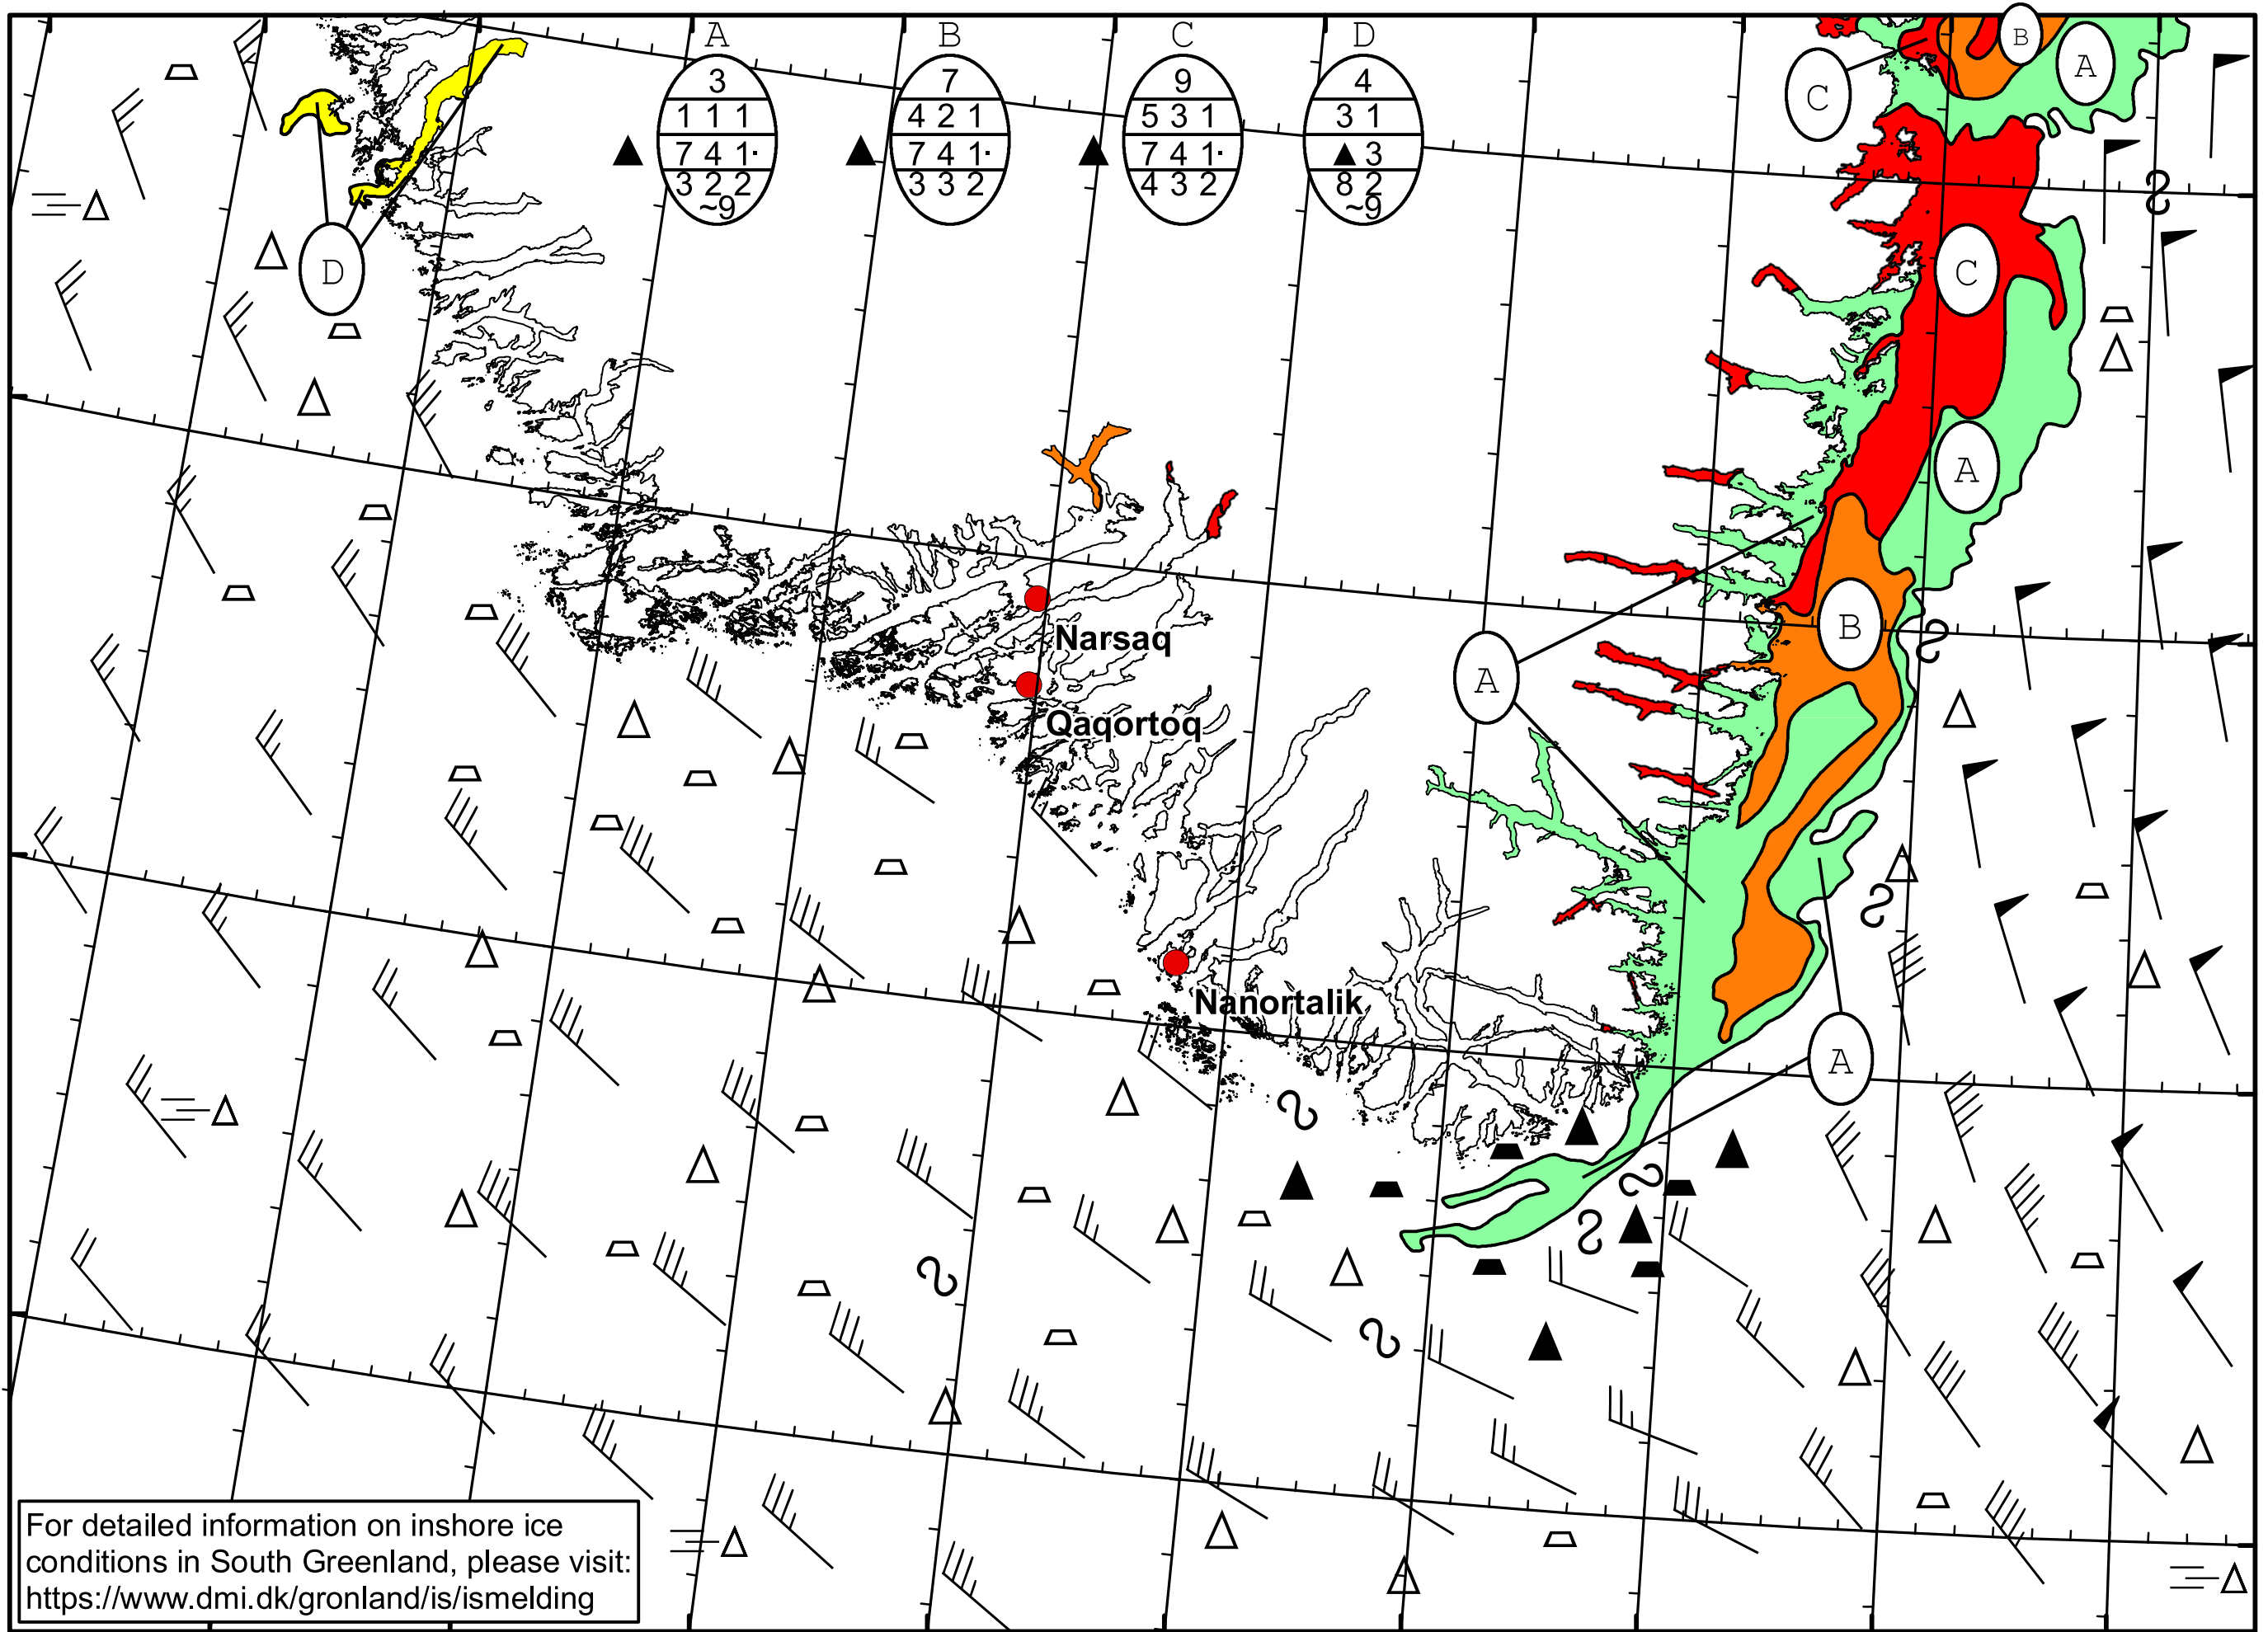 A B C D
3
1 1 1
7 4 1·
3 2 2
~9
7
4 2 1
7 4 1·
3 3 2
9
5 3 1
7 4 1·
4 3 2
4
3 1
▲ 3
8 2
~9
B
A
C
D
C
A
B
A
A
Narsaq
Qaqortoq
Nanortalik
For detailed information on inshore ice
conditions in South Greenland, please visit:
https://www.dmi.dk/gronland/is/ismelding